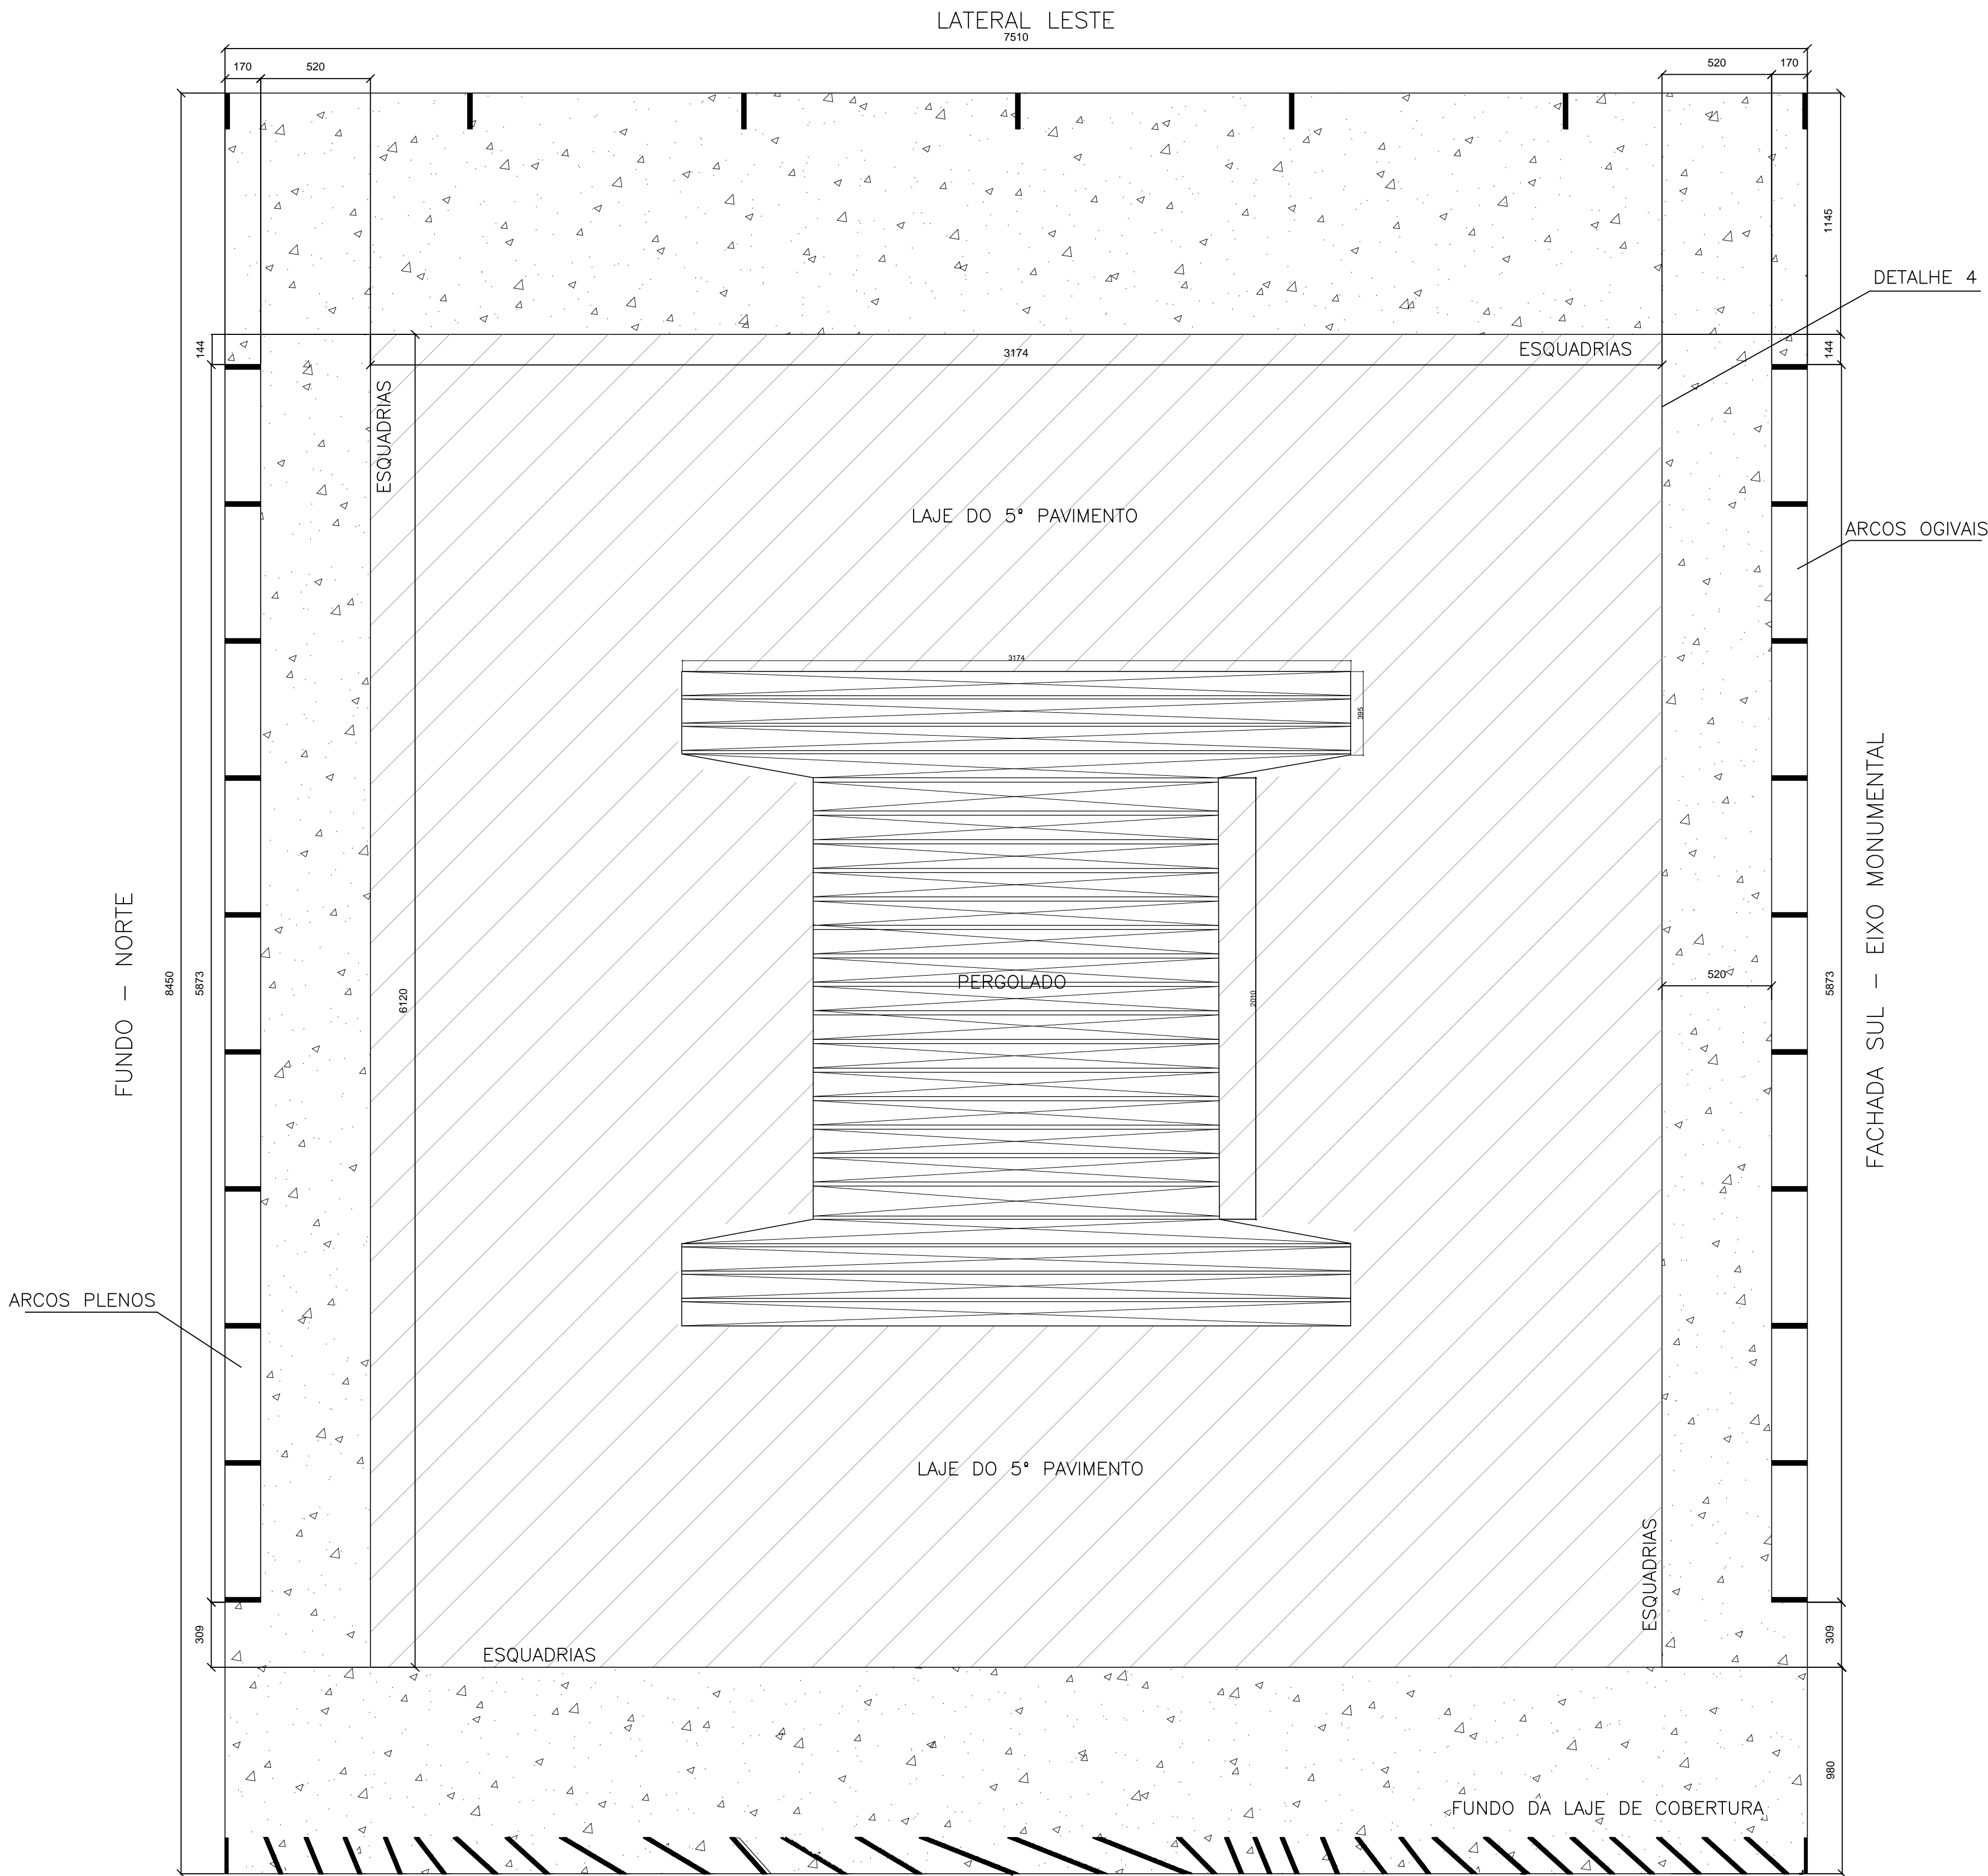 LATERAL LESTE
7510
170
520
520
170
1145
DETALHE 4
144
3174
ESQUADRIAS
144
ESQUADRIAS
LAJE DO 5º PAVIMENTO
ARCOS OGIVAIS
3174
395
FUNDO - NORTE
8450
5873
6120
PERGOLADO
2010
520
5873
FACHADA SUL - EIXO MONUMENTAL
ARCOS PLENOS
LAJE DO 5º PAVIMENTO
ESQUADRIAS
309
ESQUADRIAS
309
980
FUNDO DA LAJE DE COBERTURA